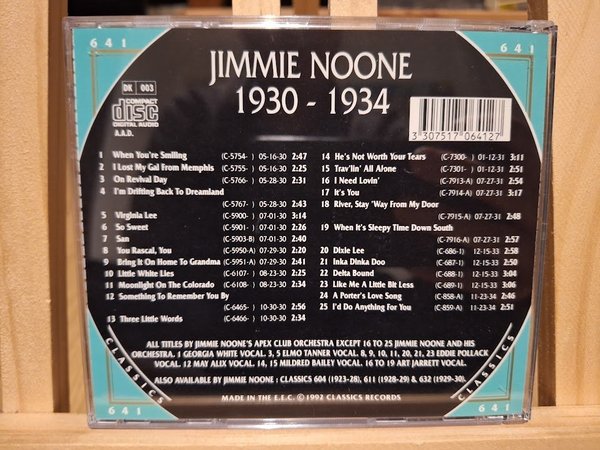 641
641
JIMMIE NOONE
1930 - 1934
DK 003
COMPACT
disc
DIGITAL AUDIO
A.A.D.
3 307517 064127
1 When You're Smiling (C-5754- ) 05-16-30 2:47
2 I Lost My Gal From Memphis (C-5755- ) 05-16-30 2:25
3 On Revival Day (C-5766- ) 05-28-30 2:31
4 I'm Drifting Back To Dreamland
(C-5767- ) 05-28-30 2:43
5 Virginia Lee (C-5900- ) 07-01-30 3:14
6 So Sweet (C-5901- ) 07-01-30 2:26
7 San (C-5903-B) 07-01-30 2:40
8 You Rascal, You (C-5950-A) 07-29-30 2:20
9 Bring It On Home To Grandma (C-5951-A) 07-29-30 2:41
10 Little White Lies (C-6107- ) 08-23-30 2:34
11 Moonlight On The Colorado (C-6108- ) 08-23-30 2:25
12 Something To Remember You By
(C-6465- ) 10-30-30 2:56
13 Three Little Words (C-6466- ) 10-30-30 2:34
14 He's Not Worth Your Tears (C-7300- ) 01-12-31 3:11
15 Trav'lin' All Alone (C-7301- ) 01-12-31 2:51
16 I Need Lovin' (C-7913-A) 07-27-31 2:54
17 It's You (C-7914-A) 07-27-31 3:17
18 River, Stay 'Way From My Door
(C-7915-A) 07-27-31 2:48
19 When It's Sleepy Time Down South
(C-7916-A) 07-27-31 2:57
20 Dixie Lee (C-686-1) 12-15-33 2:58
21 Inka Dinka Doo (C-687-1) 12-15-33 2:50
22 Delta Bound (C-688-1) 12-15-33 3:04
23 Like Me A Little Bit Less (C-689-1) 12-15-33 3:06
24 A Porter's Love Song (C-858-A) 11-23-34 2:46
25 I'd Do Anything For You (C-859-A) 11-23-34 2:51
ALL TITLES BY JIMMIE NOONE'S APEX CLUB ORCHESTRA EXCEPT 16 TO 25 JIMMIE NOONE AND HIS
ORCHESTRA. 1 GEORGIA WHITE VOCAL. 3, 5 ELMO TANNER VOCAL. 8, 9, 10, 11, 20, 21, 23 EDDIE POLLACK
VOCAL. 12 MAY ALIX VOCAL. 14, 15 MILDRED BAILEY VOCAL. 16 TO 19 ART JARRETT VOCAL.
ALSO AVAILABLE BY JIMMIE NOONE : CLASSICS 604 (1923-28), 611 (1928-29) & 632 (1929-30).
MADE IN THE E.E.C. © 1992 CLASSICS RECORDS
CLASSICS
CLASSICS
641
641